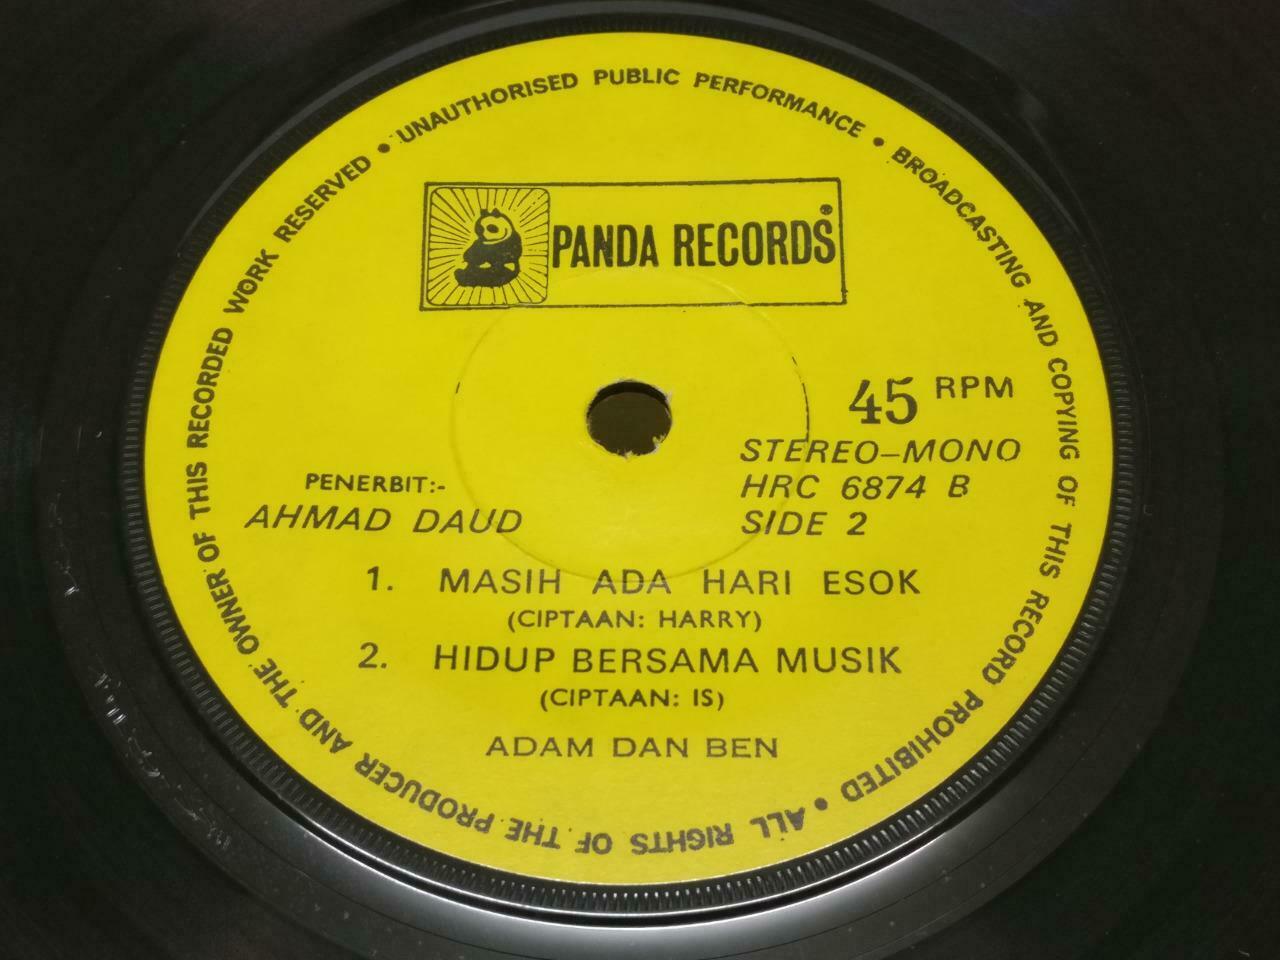 ALL RIGHTS OF THE PRODUCER AND THE OWNER OF THIS RECORDED WORK RESERVED • UNAUTHORISED PUBLIC PERFORMANCE • BROADCASTING AND COPYING OF THIS RECORD PROHIBITED •
PANDA RECORDS
45 RPM
STEREO-MONO
HRC 6874 B
SIDE 2
PENERBIT:-
AHMAD DAUD
1. MASIH ADA HARI ESOK
(CIPTAAN: HARRY)
2. HIDUP BERSAMA MUSIK
(CIPTAAN: IS)
ADAM DAN BEN